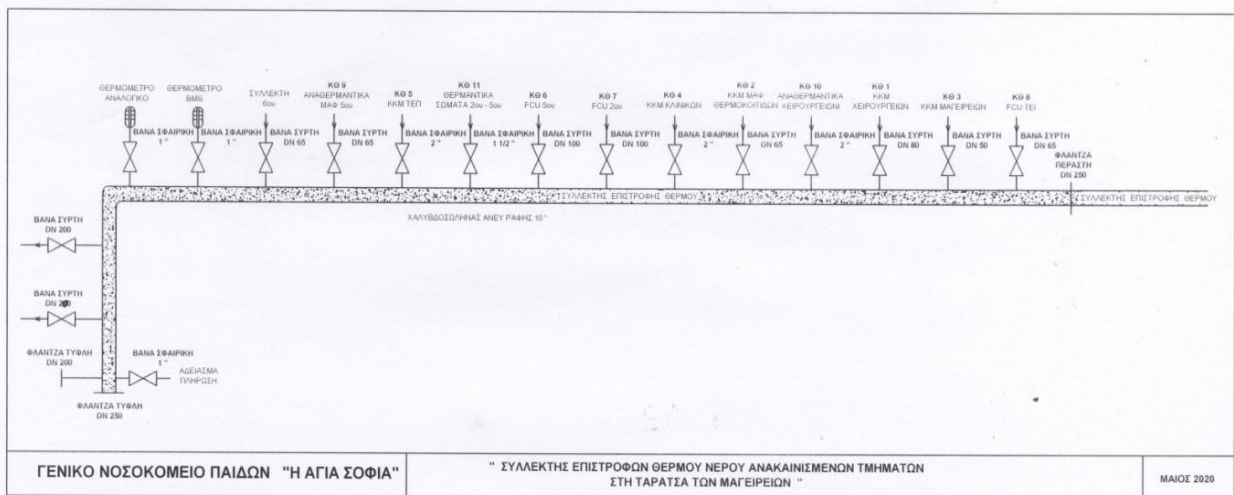 ΘΕΡΜΟΜΕΤΡΟ
ΑΝΑΛΟΓΙΚΟ
ΘΕΡΜΟΜΕΤΡΟ
BMS
ΣΥΛΛΕΚΤΗ
6ου
ΚΘ 9
ΑΝΑΘΕΡΜΑΝΤΙΚΑ
ΜΑΦ 5ου
ΚΘ 5
ΚΚΜ ΤΕΠ
ΚΘ 11
ΘΕΡΜΑΝΤΙΚΑ
ΣΩΜΑΤΑ 2ου - 5ου
ΚΘ 6
FCU 5ου
ΚΘ 7
FCU 2ου
ΚΘ 4
ΚΚΜ ΚΛΙΝΙΚΩΝ
ΚΘ 2
ΚΚΜ ΜΑΦ
ΘΕΡΜΟΚΟΙΤΙΔΩΝ
ΚΘ 10
ΑΝΑΘΕΡΜΑΝΤΙΚΑ
ΧΕΙΡΟΥΡΓΕΙΩΝ
ΚΘ 1
ΚΚΜ
ΧΕΙΡΟΥΡΓΕΙΩΝ
ΚΘ 3
ΚΚΜ ΜΑΓΕΙΡΕΙΩΝ
ΚΘ 8
FCU ΤΕΙ
ΒΑΝΑ ΣΦΑΙΡΙΚΗ
1 "
ΒΑΝΑ ΣΦΑΙΡΙΚΗ
1 "
ΒΑΝΑ ΣΥΡΤΗ
DN 65
ΒΑΝΑ ΣΥΡΤΗ
DN 65
ΒΑΝΑ ΣΦΑΙΡΙΚΗ
2 "
ΒΑΝΑ ΣΦΑΙΡΙΚΗ
1 1/2 "
ΒΑΝΑ ΣΥΡΤΗ
DN 100
ΒΑΝΑ ΣΥΡΤΗ
DN 100
ΒΑΝΑ ΣΦΑΙΡΙΚΗ
2 "
ΒΑΝΑ ΣΥΡΤΗ
DN 65
ΒΑΝΑ ΣΦΑΙΡΙΚΗ
2 "
ΒΑΝΑ ΣΥΡΤΗ
DN 80
ΒΑΝΑ ΣΥΡΤΗ
DN 50
ΒΑΝΑ ΣΥΡΤΗ
DN 65
ΦΛΑΝΤΖΑ
ΠΕΡΑΣΤΗ
DN 250
ΣΥΛΛΕΚΤΗΣ ΕΠΙΣΤΡΟΦΗΣ ΘΕΡΜΟΥ
ΣΥΛΛΕΚΤΗΣ ΕΠΙΣΤΡΟΦΗΣ ΘΕΡΜΟΥ
ΧΑΛΥΒΔΟΣΩΛΗΝΑΣ ΑΝΕΥ ΡΑΦΗΣ 10 "
ΒΑΝΑ ΣΥΡΤΗ
DN 200
ΒΑΝΑ ΣΥΡΤΗ
DN
ΦΛΑΝΤΖΑ ΤΥΦΛΗ
DN 200
ΒΑΝΑ ΣΦΑΙΡΙΚΗ
1 "
ΑΔΕΙΑΣΜΑ
ΠΛΗΡΩΣΗ
ΦΛΑΝΤΖΑ ΤΥΦΛΗ
DN 250
ΓΕΝΙΚΟ ΝΟΣΟΚΟΜΕΙΟ ΠΑΙΔΩΝ "Η ΑΓΙΑ ΣΟΦΙΑ"
" ΣΥΛΛΕΚΤΗΣ ΕΠΙΣΤΡΟΦΩΝ ΘΕΡΜΟΥ ΝΕΡΟΥ ΑΝΑΚΑΙΝΙΣΜΕΝΩΝ ΤΜΗΜΑΤΩΝ
ΣΤΗ ΤΑΡΑΤΣΑ ΤΩΝ ΜΑΓΕΙΡΕΙΩΝ "
ΜΑΙΟΣ 2020